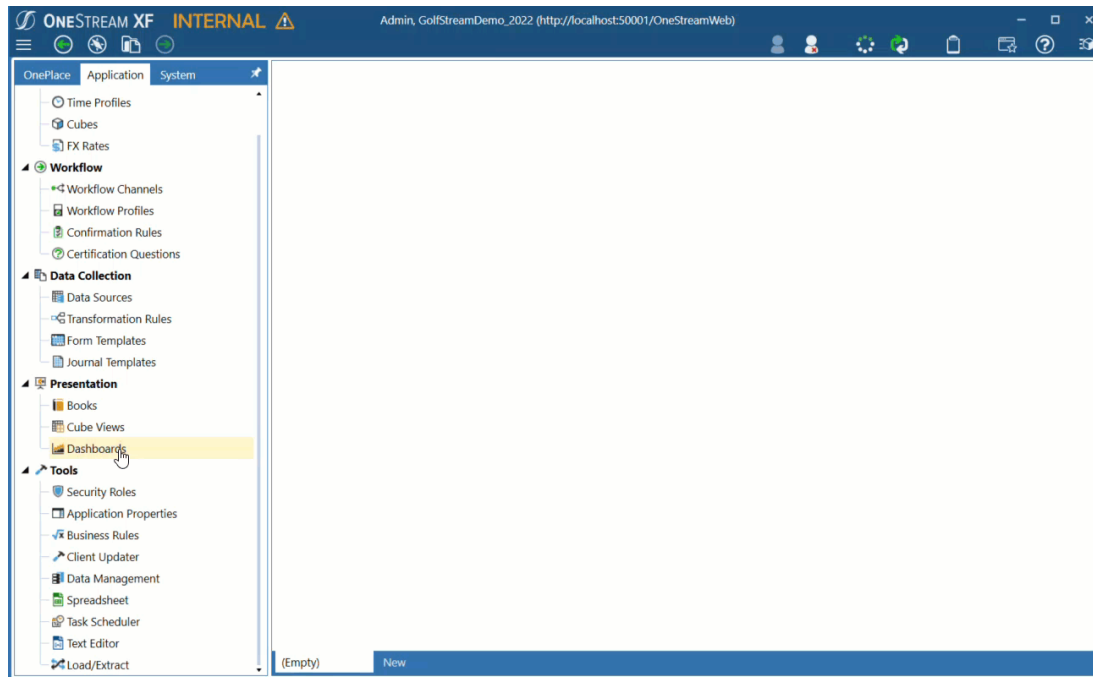 ONESTREAM XF INTERNAL
Admin, GolfStreamDemo_2022 (http://localhost:50001/OneStreamWeb)
OnePlace Application System
Time Profiles
Cubes
FX Rates
Workflow
Workflow Channels
Workflow Profiles
Confirmation Rules
Certification Questions
Data Collection
Data Sources
Transformation Rules
Form Templates
Journal Templates
Presentation
Books
Cube Views
Dashboards
Tools
Security Roles
Application Properties
Business Rules
Client Updater
Data Management
Spreadsheet
Task Scheduler
Text Editor
Load/Extract
(Empty) New